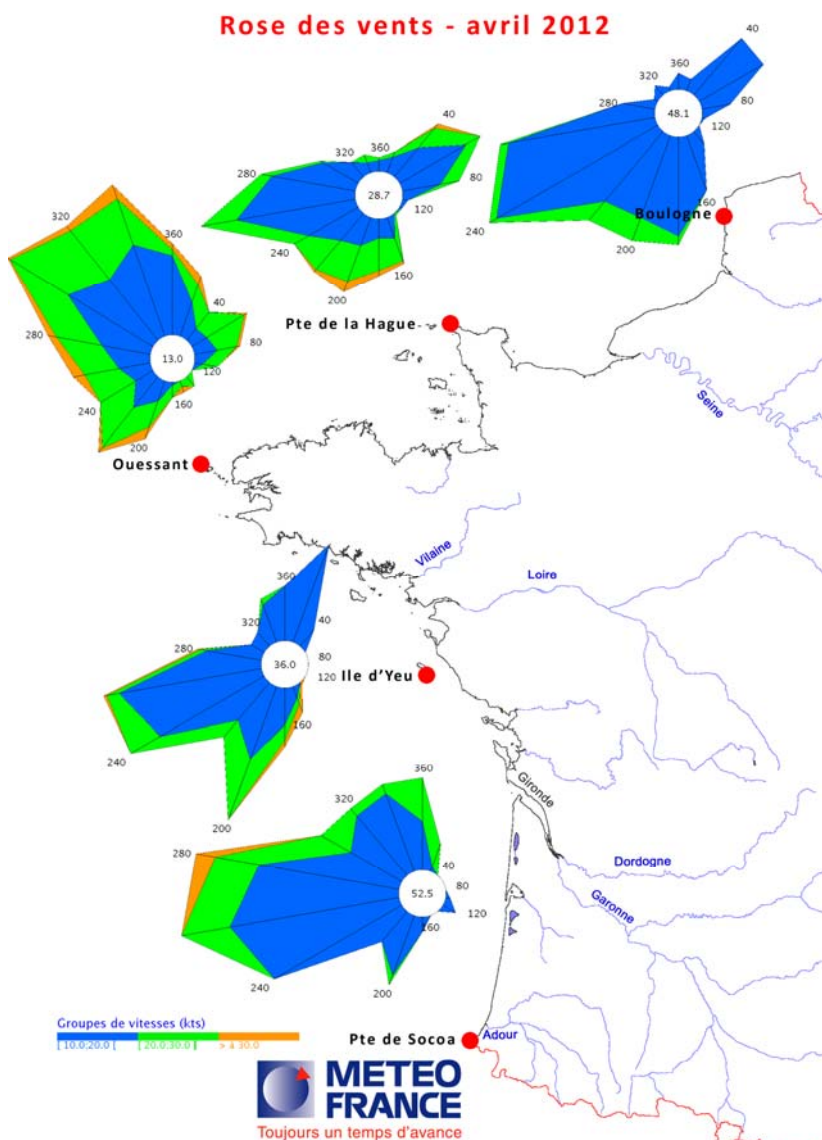 Rose des vents - avril 2012
40
360
320
280
80
48.1
120
160
240
200
Boulogne
40
360
320
280
28.7
80
120
240
160
200
Pte de la Hague
320
360
40
280
13.0
80
120
240
160
200
Ouessant
Seine
Vilaine
Loire
360
320
40
280
36.0
80
120
160
240
200
Ile d'Yeu
360
320
280
40
52.5
80
120
160
240
200
Gironde
Dordogne
Garonne
Groupes de vitesses (kts)
[ 10.0;20.0 [ [ 20.0;30.0 ] > à 30.0
Pte de Socoa
Adour
METEO
FRANCE
Toujours un temps d'avance